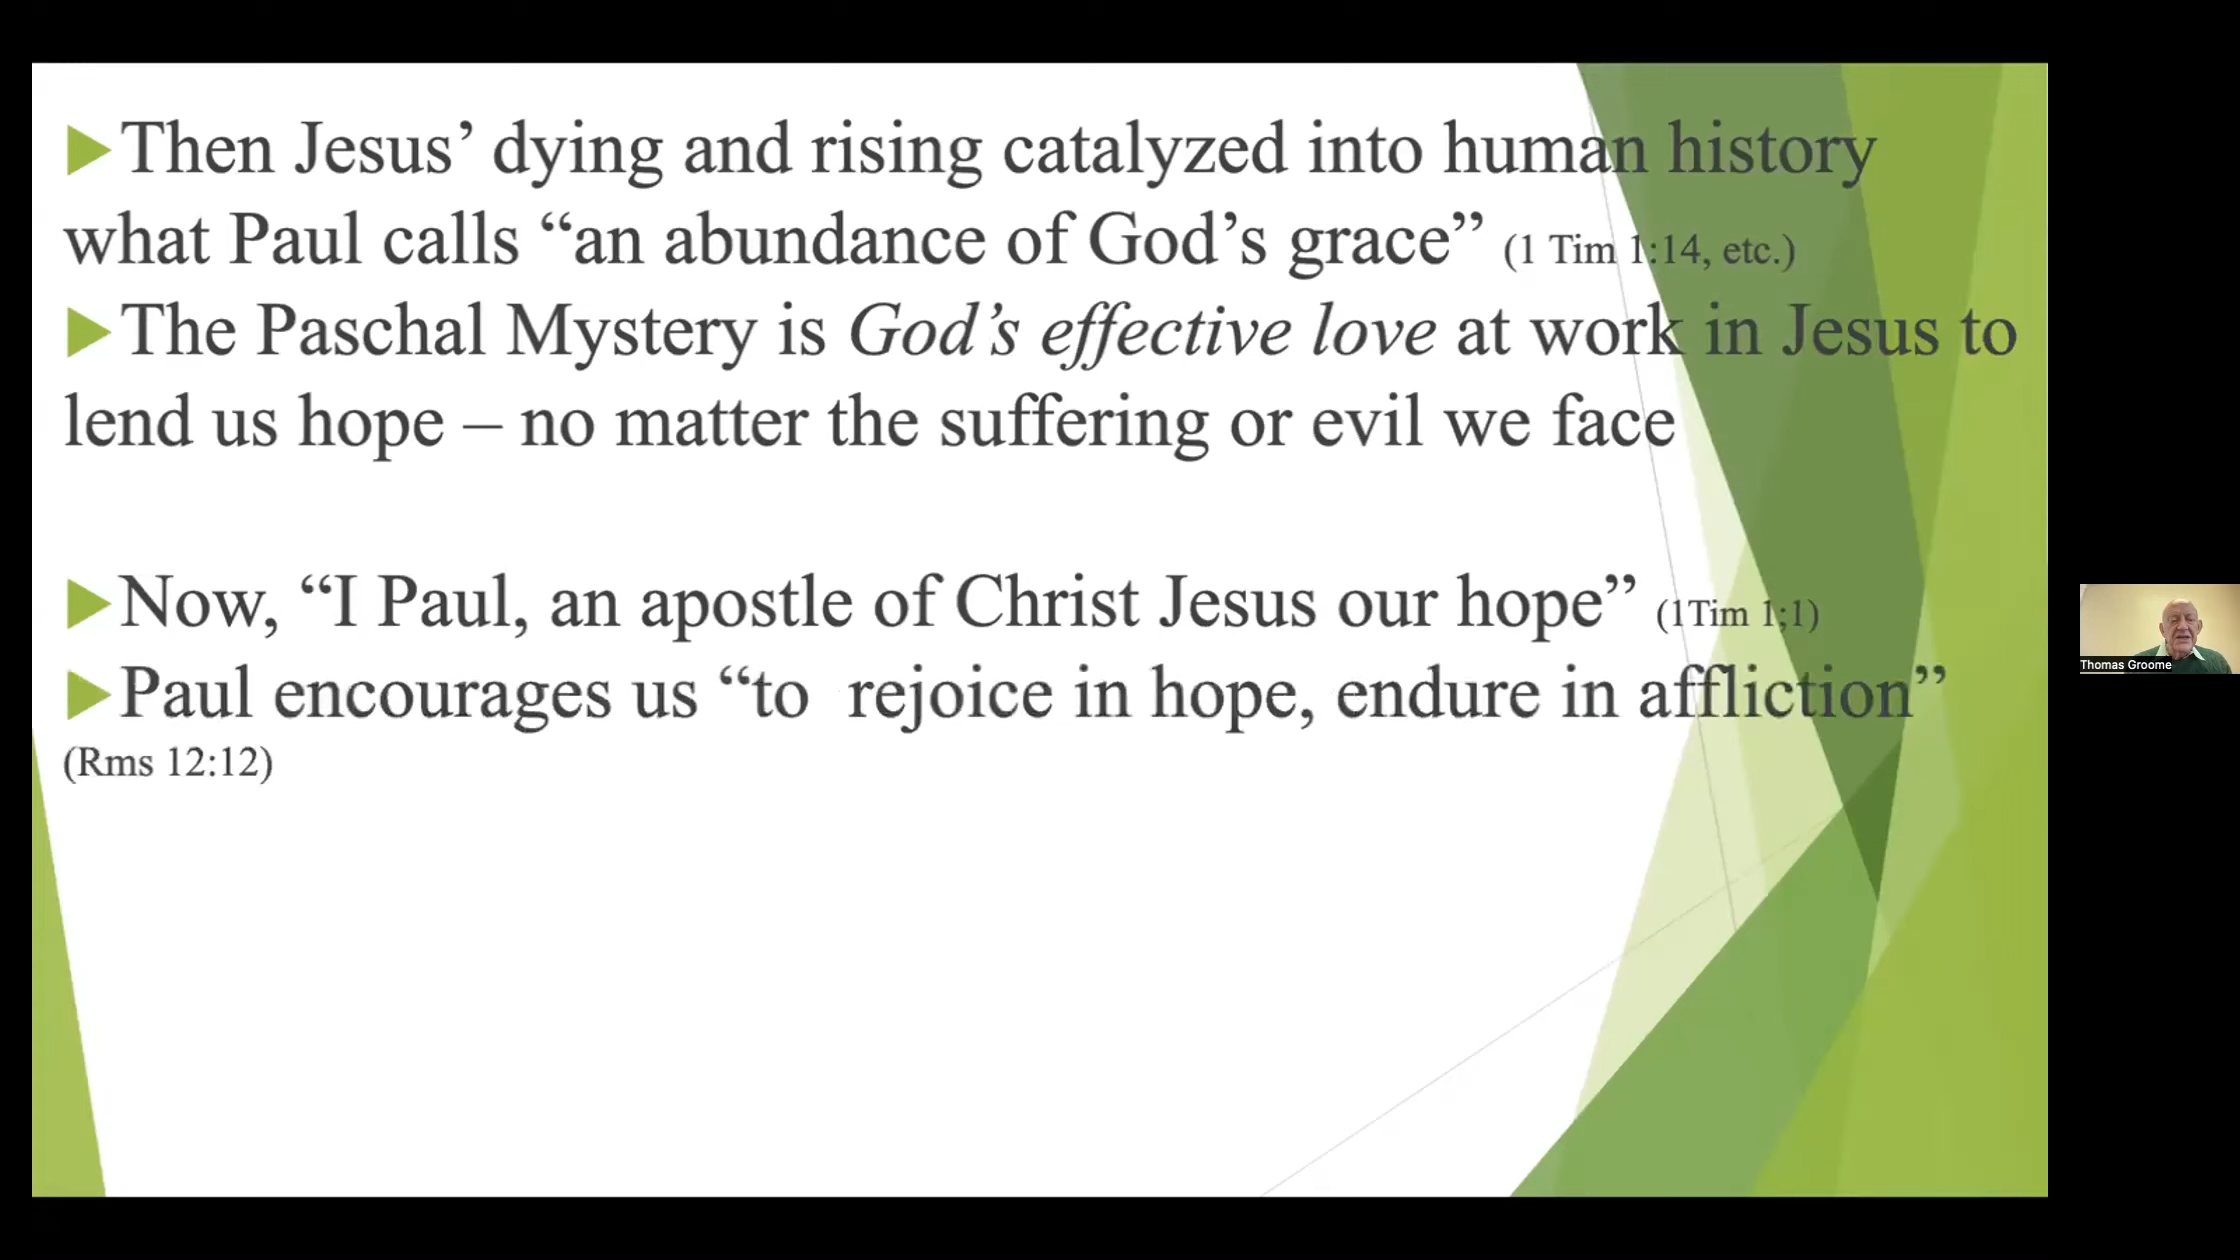 Then Jesus’ dying and rising catalyzed into human history
what Paul calls “an abundance of God’s grace” (1 Tim 1:14, etc.)
The Paschal Mystery is God’s effective love at work in Jesus to
lend us hope – no matter the suffering or evil we face
Now, “I Paul, an apostle of Christ Jesus our hope” (1Tim 1;1)
Paul encourages us “to  rejoice in hope, endure in affliction”
(Rms 12:12)
Thomas Groome